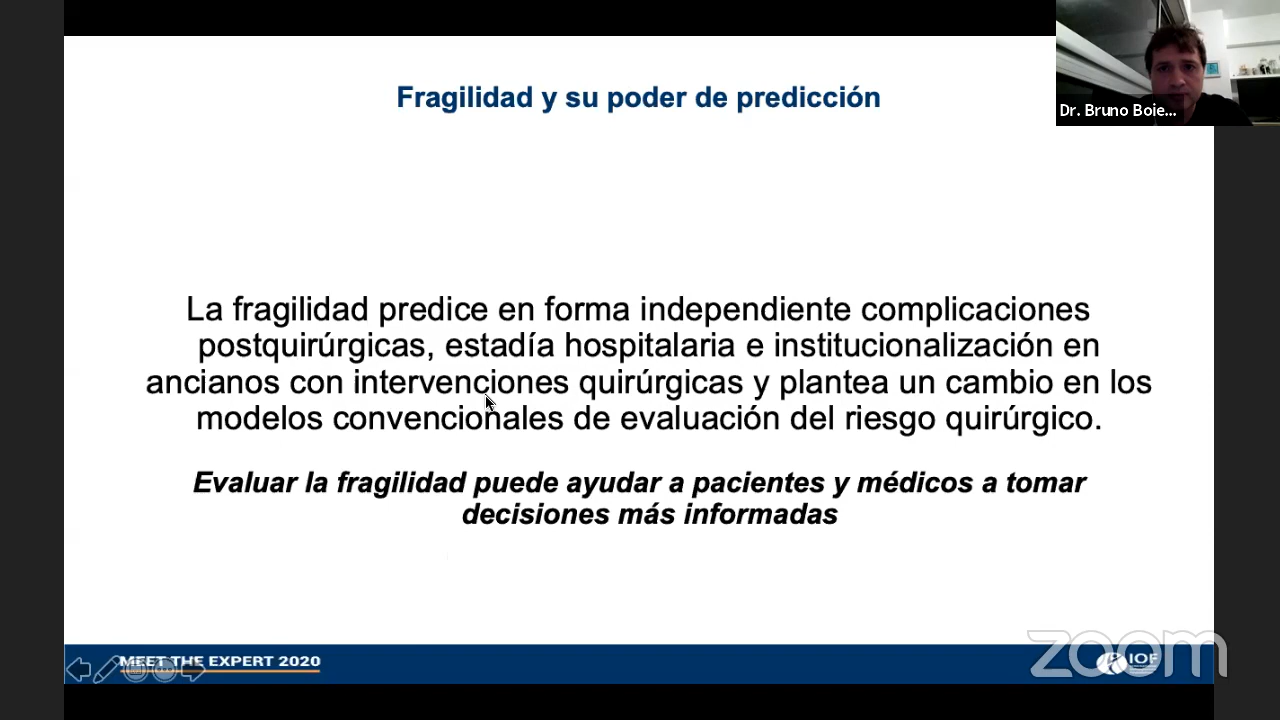 Fragilidad y su poder de predicción
Dr. Bruno Boie...
La fragilidad predice en forma independiente complicaciones
postquirúrgicas, estadía hospitalaria e institucionalización en
ancianos con intervenciones quirúrgicas y plantea un cambio en los
modelos convencionales de evaluación del riesgo quirúrgico.
Evaluar la fragilidad puede ayudar a pacientes y médicos a tomar
decisiones más informadas
MEET THE EXPERT 2020
IOF
zoom